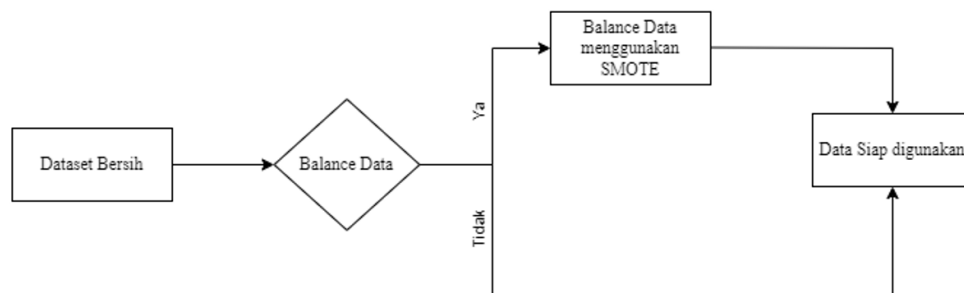 Dataset Bersih
Balance Data
Ya
Tidak
Balance Data
menggunakan
SMOTE
Data Siap digunakan